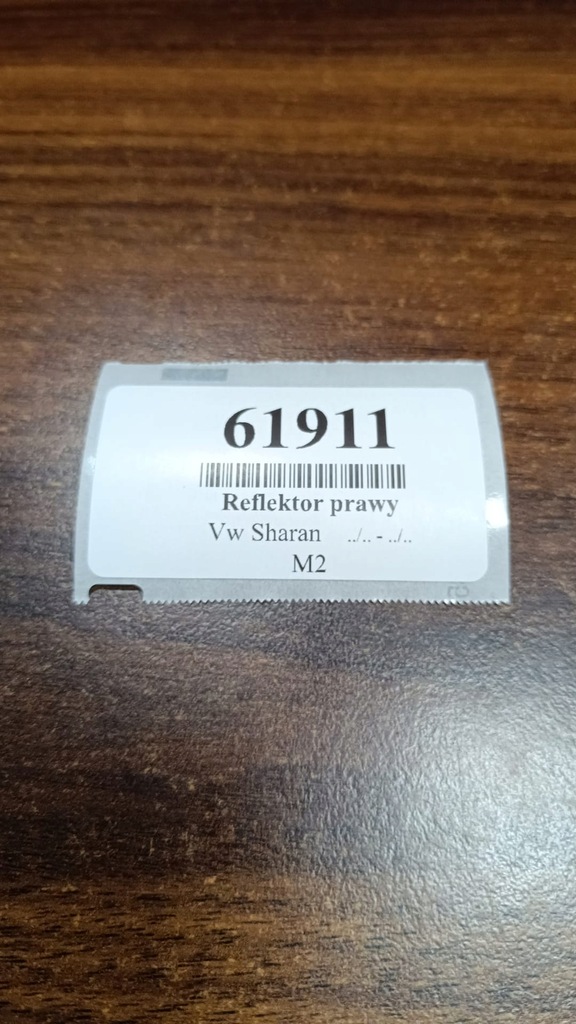 61911
Reflektor prawy
Vw Sharan ../.. - ../..
M2